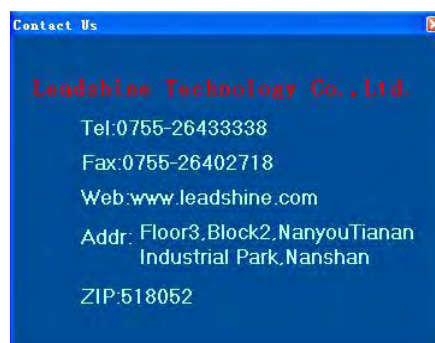 Contact Us
Leadshine Technology Co.,Ltd.
Tel:0755-26433338
Fax:0755-26402718
Web:www.leadshine.com
Addr: Floor3,Block2,NanyouTianan
Industrial Park,Nanshan
ZIP:518052